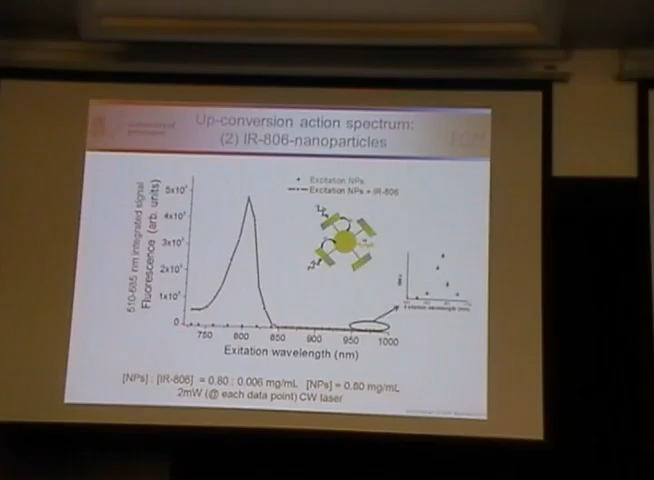 Up-conversion action spectrum:
(2) IR-806-nanoparticles
Excitation NPs
Excitation NPs + IR-806
510-685 nm integrated signal
Fluorescence (arb. units)
5x10⁷
4x10⁷
3x10⁷
2x10⁷
1x10⁷
0
750
800
850
900
950
1000
Exitation wavelength (nm)
[NPs] : [IR-806] = 0.80 : 0.006 mg/mL [NPs] = 0.80 mg/mL
2mW (@ each data point) CW laser